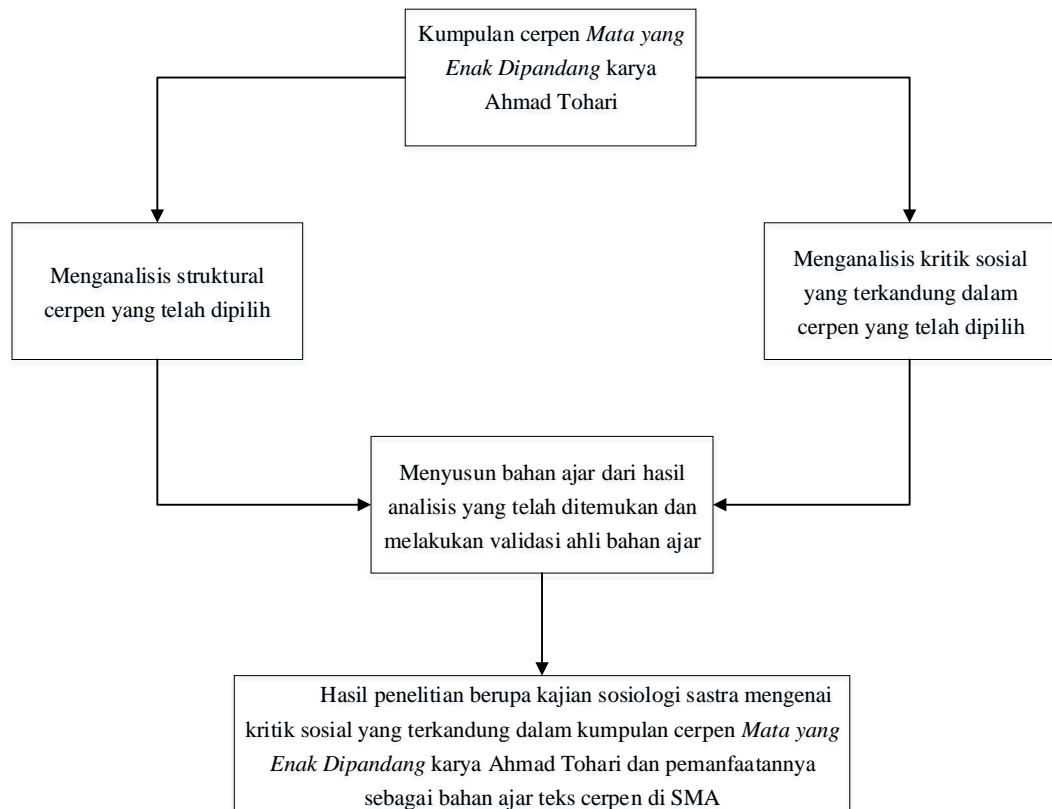 Kumpulan cerpen Mata yang
Enak Dipandang karya
Ahmad Tohari
Menganalisis struktural
cerpen yang telah dipilih
Menganalisis kritik sosial
yang terkandung dalam
cerpen yang telah dipilih
Menyusun bahan ajar dari hasil
analisis yang telah ditemukan dan
melakukan validasi ahli bahan ajar
Hasil penelitian berupa kajian sosiologi sastra mengenai
kritik sosial yang terkandung dalam kumpulan cerpen Mata yang
Enak Dipandang karya Ahmad Tohari dan pemanfaatannya
sebagai bahan ajar teks cerpen di SMA